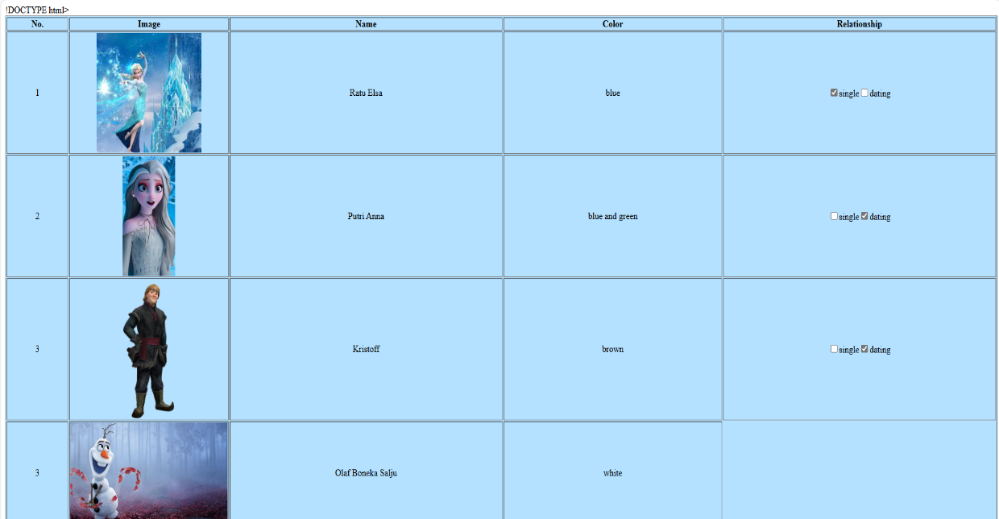 !DOCTYPE html>
No. Image Name Color Relationship
1 Ratu Elsa blue single dating
2 Putri Anna blue and green single dating
3 Kristoff brown single dating
3 Olaf Boneka Salju white